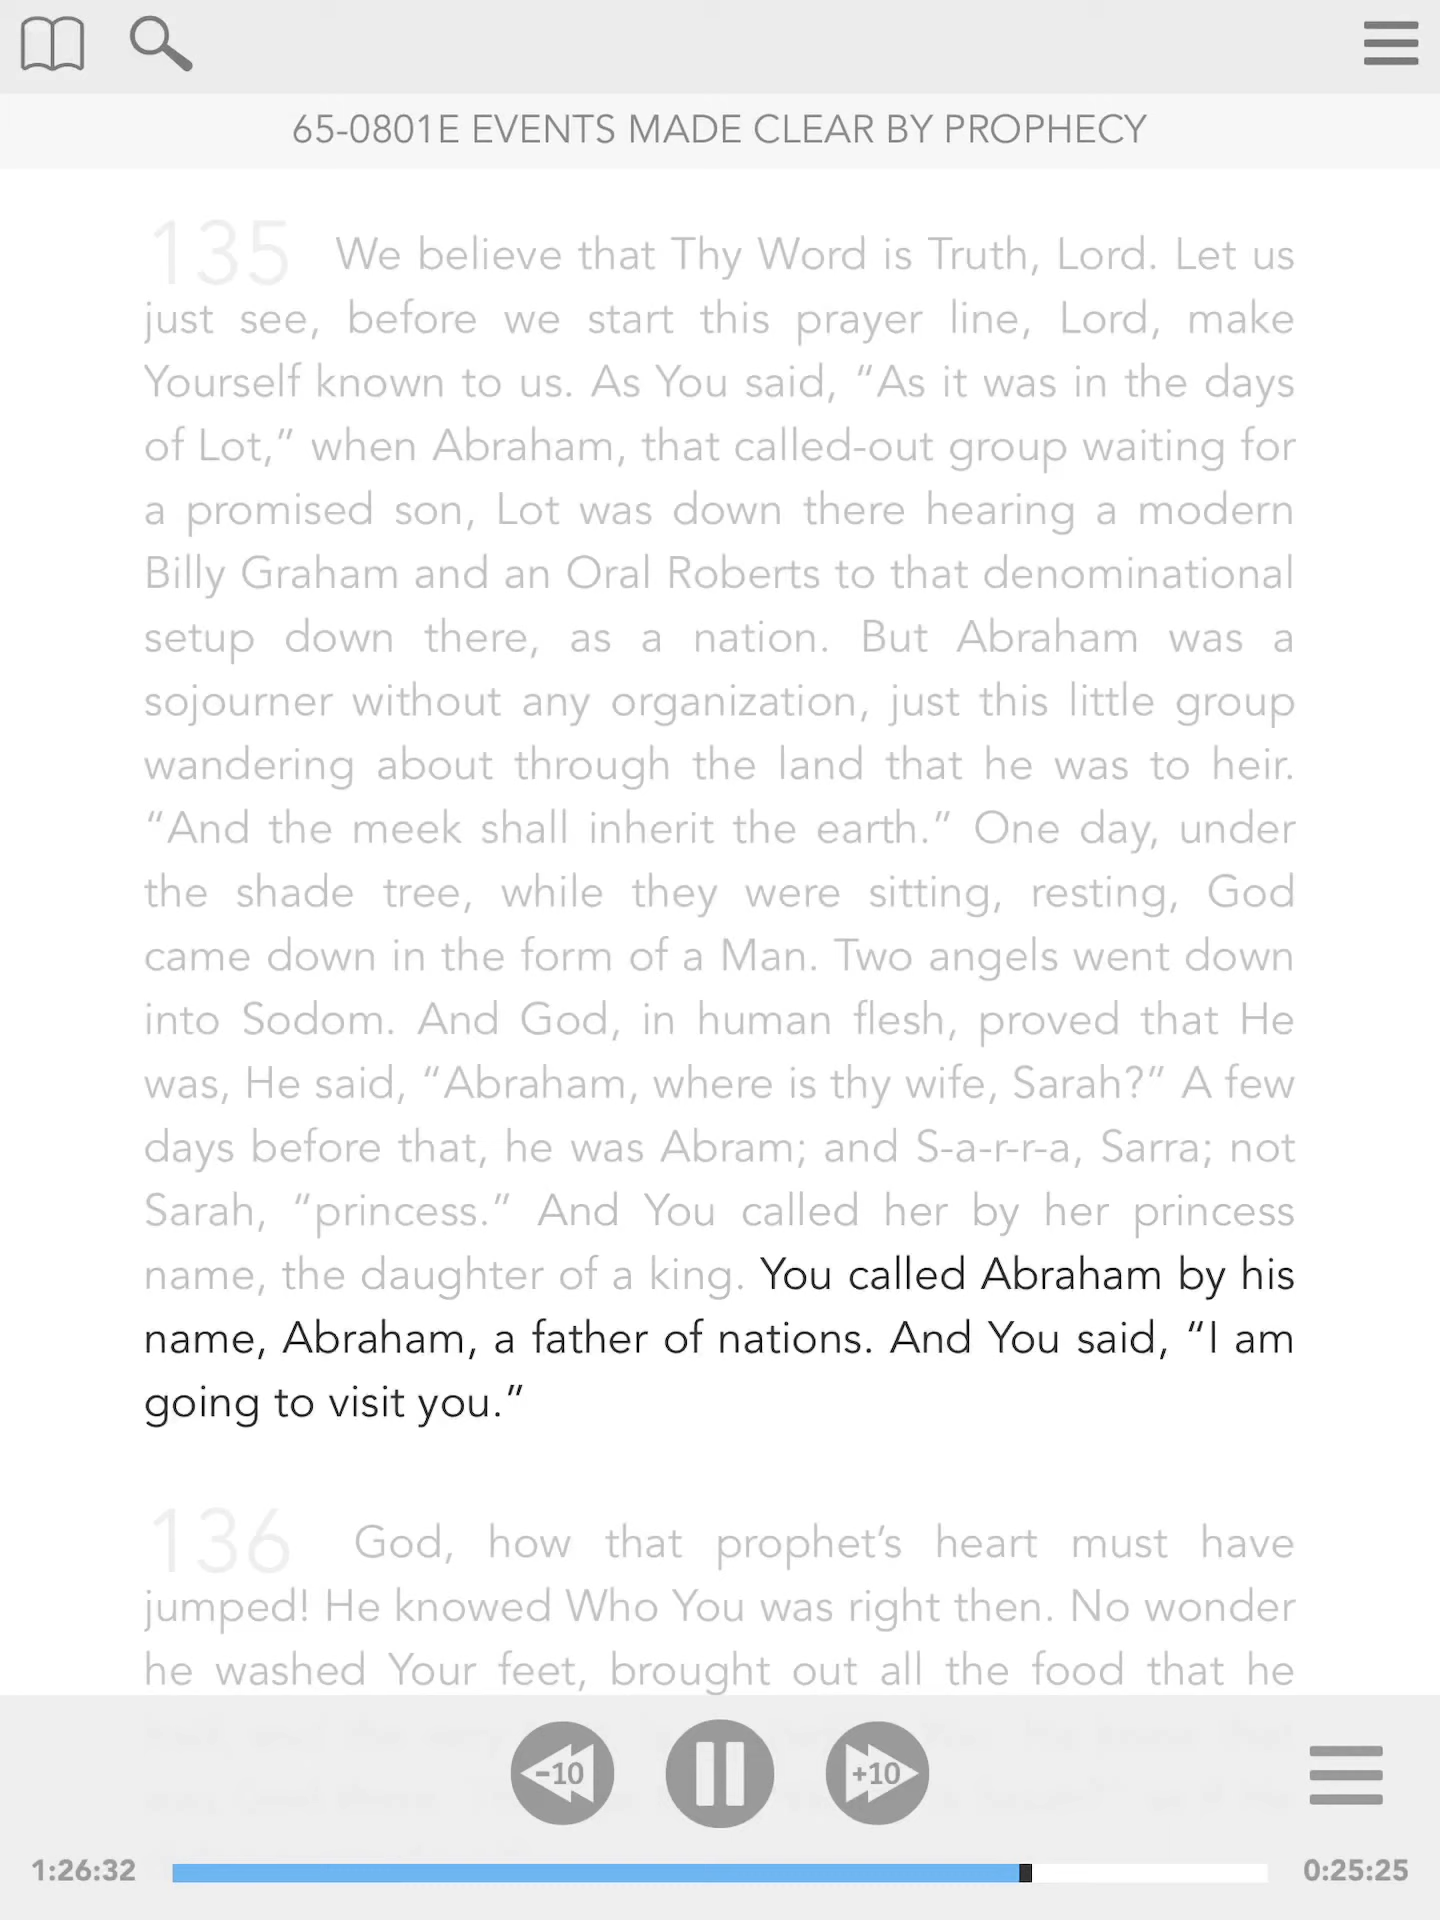 65-0801E EVENTS MADE CLEAR BY PROPHECY
135 We believe that Thy Word is Truth, Lord. Let us
just see, before we start this prayer line, Lord, make
Yourself known to us. As You said, “As it was in the days
of Lot,” when Abraham, that called-out group waiting for
a promised son, Lot was down there hearing a modern
Billy Graham and an Oral Roberts to that denominational
setup down there, as a nation. But Abraham was a
sojourner without any organization, just this little group
wandering about through the land that he was to heir.
“And the meek shall inherit the earth.” One day, under
the shade tree, while they were sitting, resting, God
came down in the form of a Man. Two angels went down
into Sodom. And God, in human flesh, proved that He
was, He said, “Abraham, where is thy wife, Sarah?” A few
days before that, he was Abram; and S-a-r-r-a, Sarra; not
Sarah, “princess.” And You called her by her princess
name, the daughter of a king. You called Abraham by his
name, Abraham, a father of nations. And You said, “I am
going to visit you.”
136 God, how that prophet’s heart must have
jumped! He knowed Who You was right then. No wonder
he washed Your feet, brought out all the food that he
-10 +10
1:26:32 0:25:25